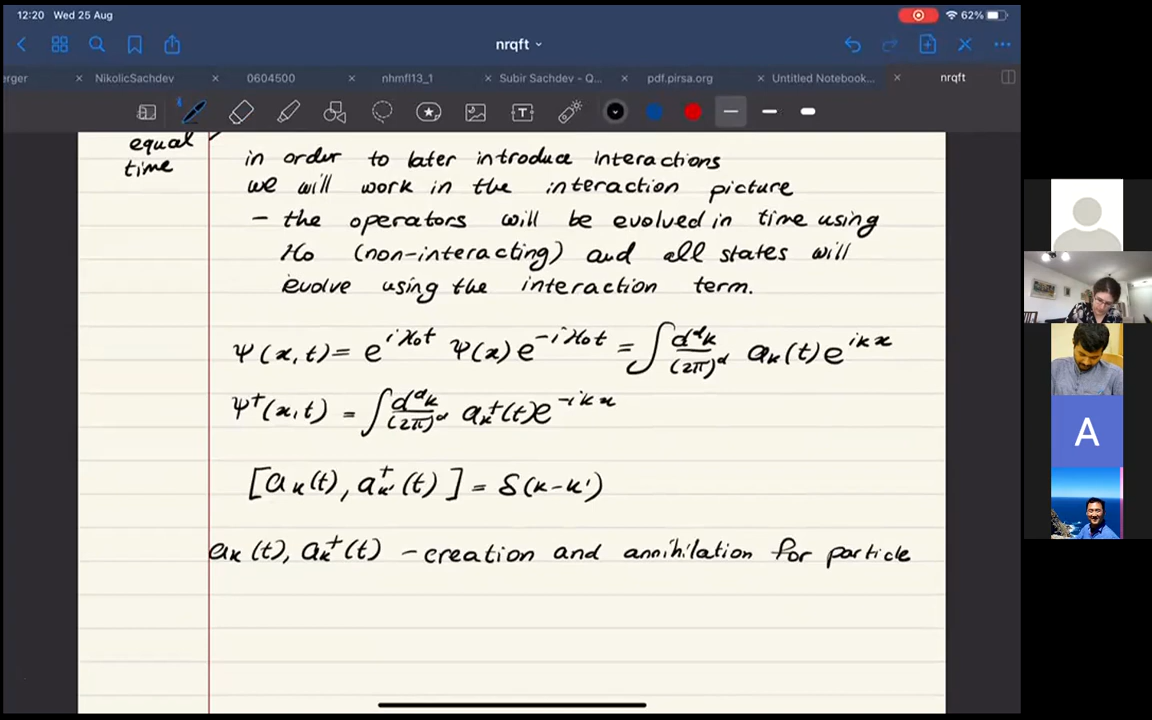 12:20 Wed 25 Aug
62%
nrqft
erger
NikolicSachdev
0604500
nhmfl13_1
Subir Sachdev - Q...
pdf.pirsa.org
Untitled Notebook...
nrqft
equal
time
in order to later introduce interactions
we will work in the interaction picture
- the operators will be evolved in time using
H₀ (non-interacting) and all states will
evolve using the interaction term.
Ψ(x,t) = e^{iH₀t} Ψ(x) e^{-iH₀t} = ∫ d^dk/(2π)^d a_k(t) e^{ikx}
Ψ†(x,t) = ∫ d^dk/(2π)^d a_k†(t) e^{-ikx}
[a_k(t), a_k'†(t)] = δ(k-k')
a_k(t), a_k†(t) - creation and annihilation for particle
A